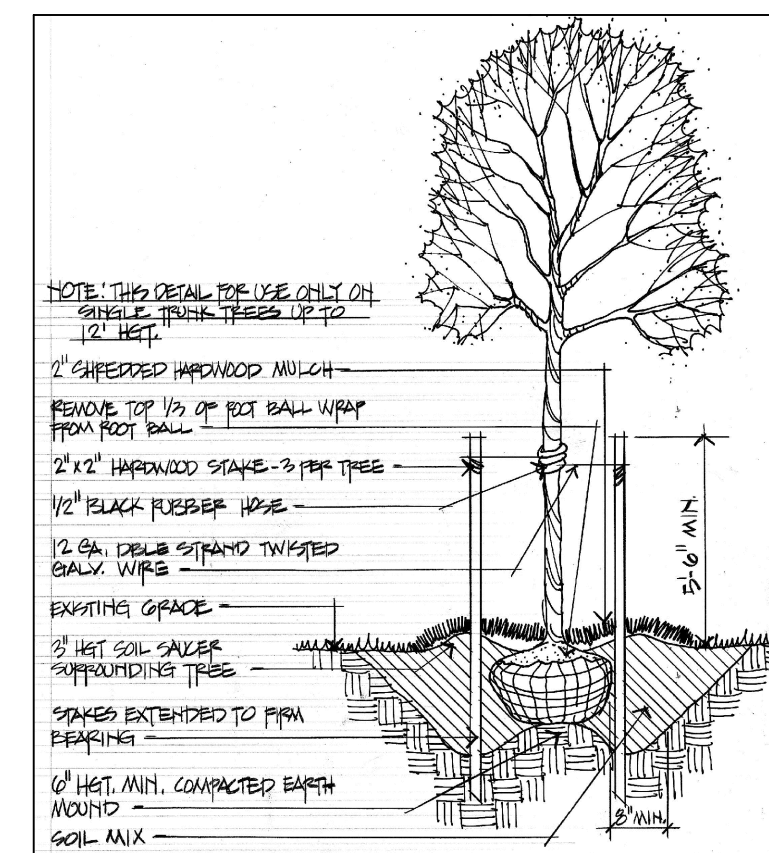 NOTE: THIS DETAIL FOR USE ONLY ON
SINGLE TRUNK TREES UP TO
12' HGT.
2" SHREDDED HARDWOOD MULCH
REMOVE TOP 1/3 OF ROOT BALL WRAP
FROM ROOT BALL
2"x2" HARDWOOD STAKE-3 PER TREE
1/2" BLACK RUBBER HOSE
12 GA. DBLE STRAND TWISTED
GALV. WIRE
EXISTING GRADE
3" HGT SOIL SAUCER
SURROUNDING TREE
STAKES EXTENDED TO FIRM
BEARING
6" HGT. MIN. COMPACTED EARTH
MOUND
SOIL MIX
5'-6" MIN.
8" MIN.